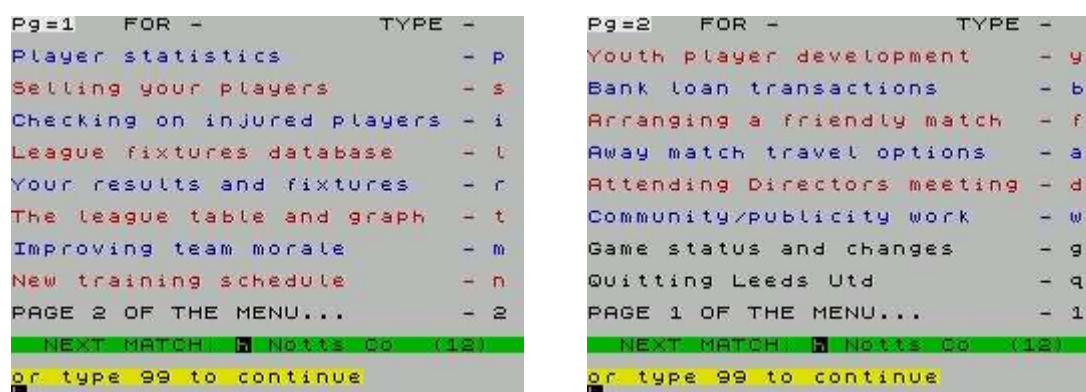 Pg=1 FOR - TYPE -
Player statistics - p
Selling your players - s
Checking on injured players - i
League fixtures database - l
Your results and fixtures - r
The league table and graph - t
Improving team morale - m
New training schedule - n
PAGE 2 OF THE MENU... - 2
NEXT MATCH: h Notts Co (12)
or type 99 to continue
L
Pg=2 FOR - TYPE -
Youth player development - y
Bank loan transactions - b
Arranging a friendly match - f
Away match travel options - a
Attending Directors meeting - d
Community/publicity work - w
Game status and changes - g
Quitting Leeds Utd - q
PAGE 1 OF THE MENU... - 1
NEXT MATCH: h Notts Co (12)
or type 99 to continue
L